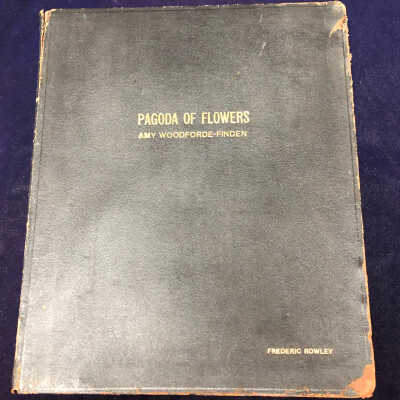 PAGODA OF FLOWERS
AMY WOODFORDE-FINDEN
FREDERIC ROWLEY